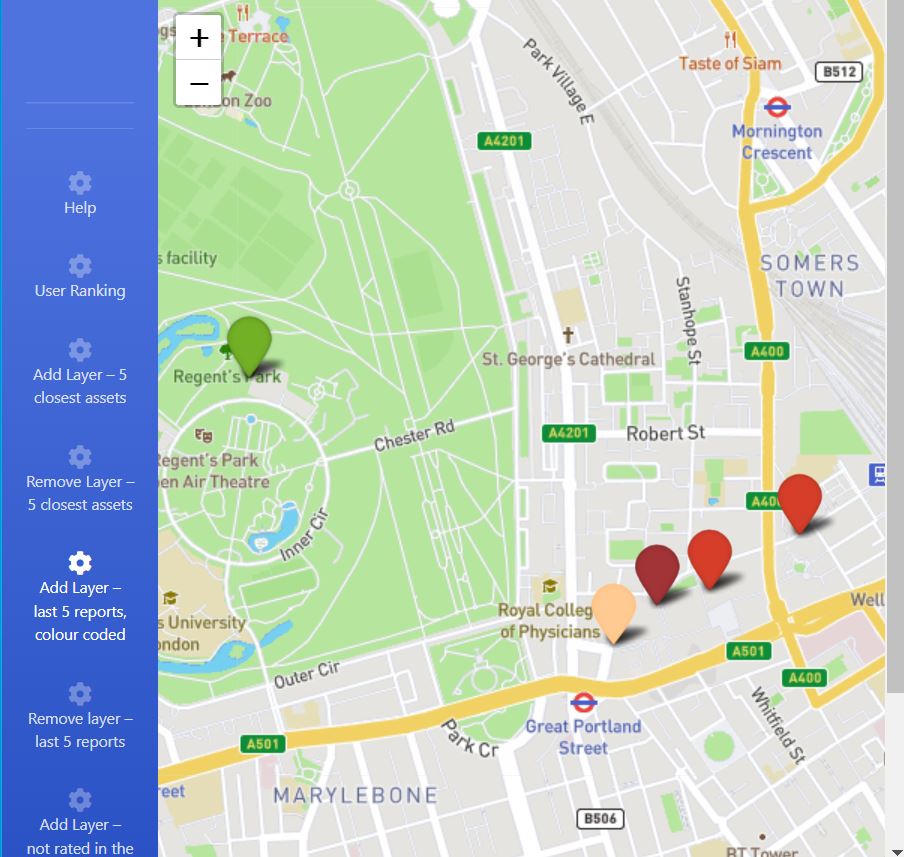 Help
User Ranking
Add Layer – 5
closest assets
Remove Layer –
5 closest assets
Add Layer –
last 5 reports,
colour coded
Remove layer –
last 5 reports
Add Layer –
not rated in the
+
−
Terrace
Zoo
Park Village E
Taste of Siam
B512
A4201
Mornington
Crescent
s facility
SOMERS
TOWN
Stanhope St
A400
St. George's Cathedral
Regent's Park
Chester Rd
A4201
Robert St
Regent's Park
en Air Theatre
A40
Inner Cir
Royal Colleg
of Physicians
s University
ondon
Well
A501
Outer Cir
A400
Whitfield St
Great Portland
Street
Park Cr
A501
eet
MARYLEBONE
B506
BT Tower